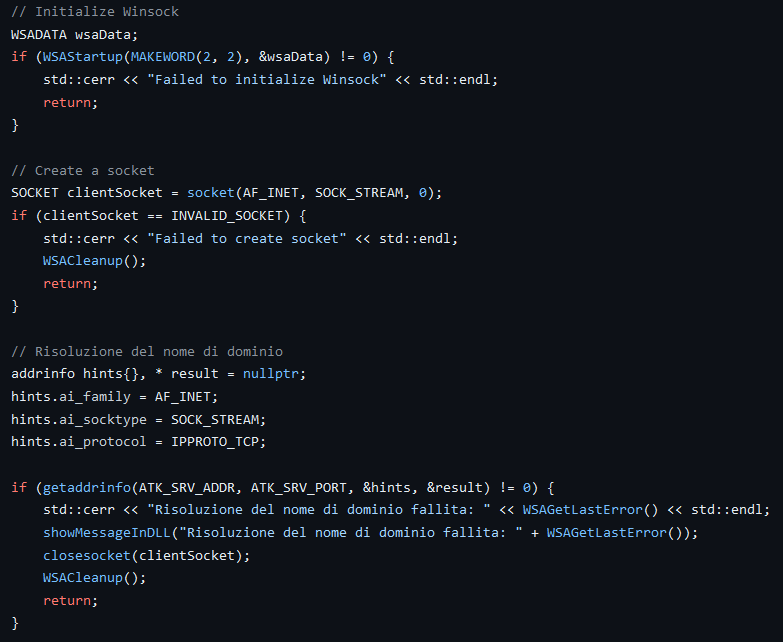 // Initialize Winsock
WSADATA wsaData;
if (WSAStartup(MAKEWORD(2, 2), &wsaData) != 0) {
    std::cerr << "Failed to initialize Winsock" << std::endl;
    return;
}

// Create a socket
SOCKET clientSocket = socket(AF_INET, SOCK_STREAM, 0);
if (clientSocket == INVALID_SOCKET) {
    std::cerr << "Failed to create socket" << std::endl;
    WSACleanup();
    return;
}

// Risoluzione del nome di dominio
addrinfo hints{}, * result = nullptr;
hints.ai_family = AF_INET;
hints.ai_socktype = SOCK_STREAM;
hints.ai_protocol = IPPROTO_TCP;

if (getaddrinfo(ATK_SRV_ADDR, ATK_SRV_PORT, &hints, &result) != 0) {
    std::cerr << "Risoluzione del nome di dominio fallita: " << WSAGetLastError() << std::endl;
    showMessageInDLL("Risoluzione del nome di dominio fallita: " + WSAGetLastError());
    closesocket(clientSocket);
    WSACleanup();
    return;
}